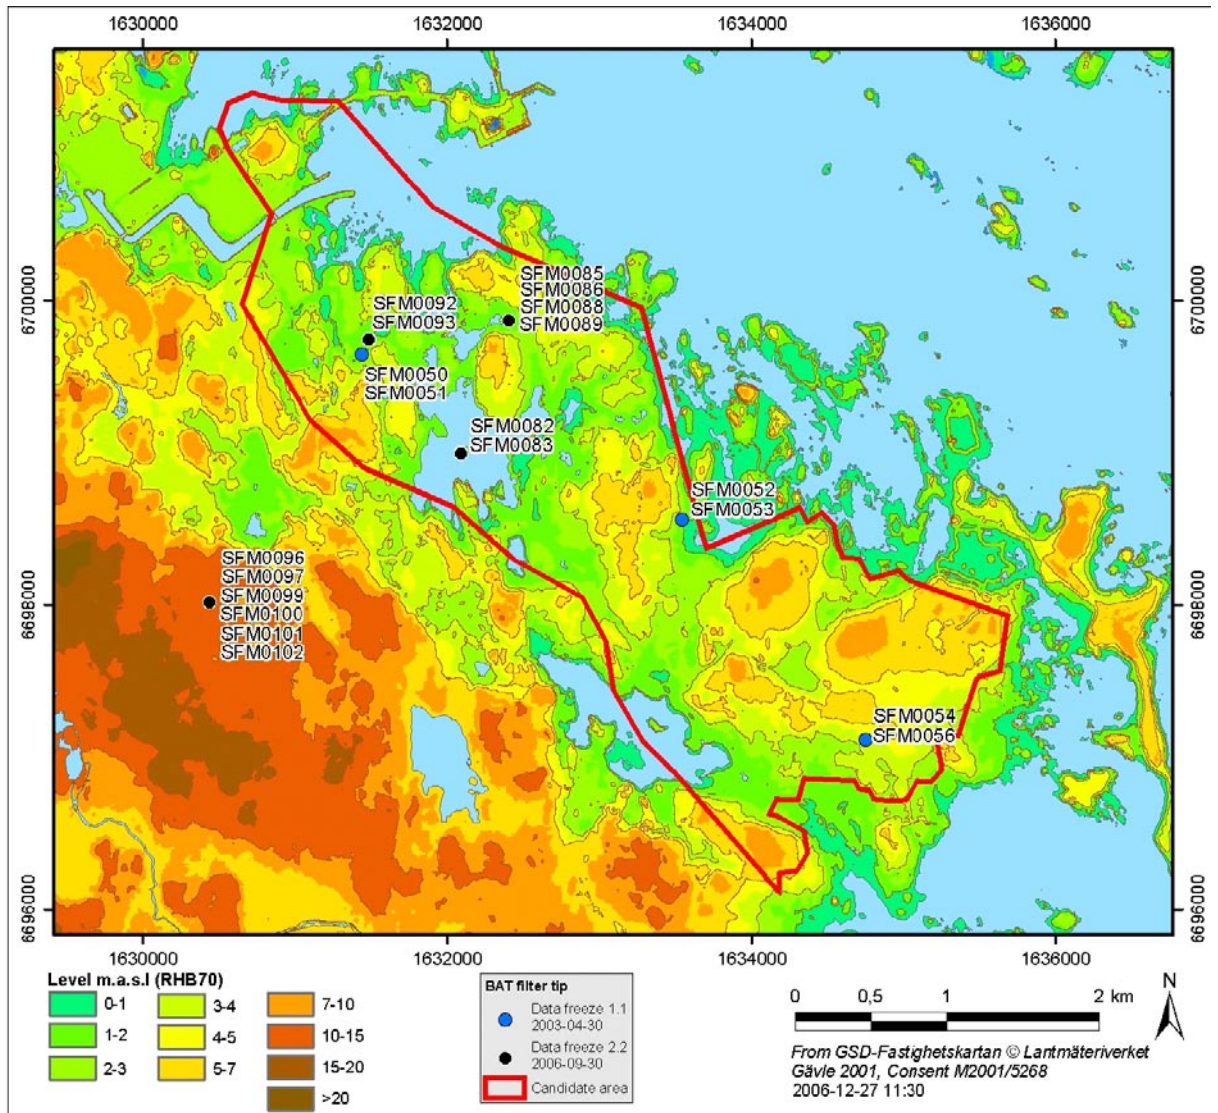 1630000 1632000 1634000 1636000
6700000 6700000
SFM0085
SFM0086
SFM0088
SFM0089
SFM0092
SFM0093
SFM0050
SFM0051
SFM0082
SFM0083
SFM0052
SFM0053
SFM0096
SFM0097
SFM0099
SFM0100
SFM0101
SFM0102
6698000 6698000
SFM0054
SFM0056
6696000 6696000
1630000 1632000 1634000 1636000
Level m.a.s.l (RHB70)
0-1 3-4 7-10
1-2 4-5 10-15
2-3 5-7 15-20
>20
BAT filter tip
Data freeze 1.1
2003-04-30
Data freeze 2.2
2006-09-30
Candidate area
0 0,5 1 2 km
N
From GSD-Fastighetskartan © Lantmäteriverket
Gävle 2001, Consent M2001/5268
2006-12-27 11:30